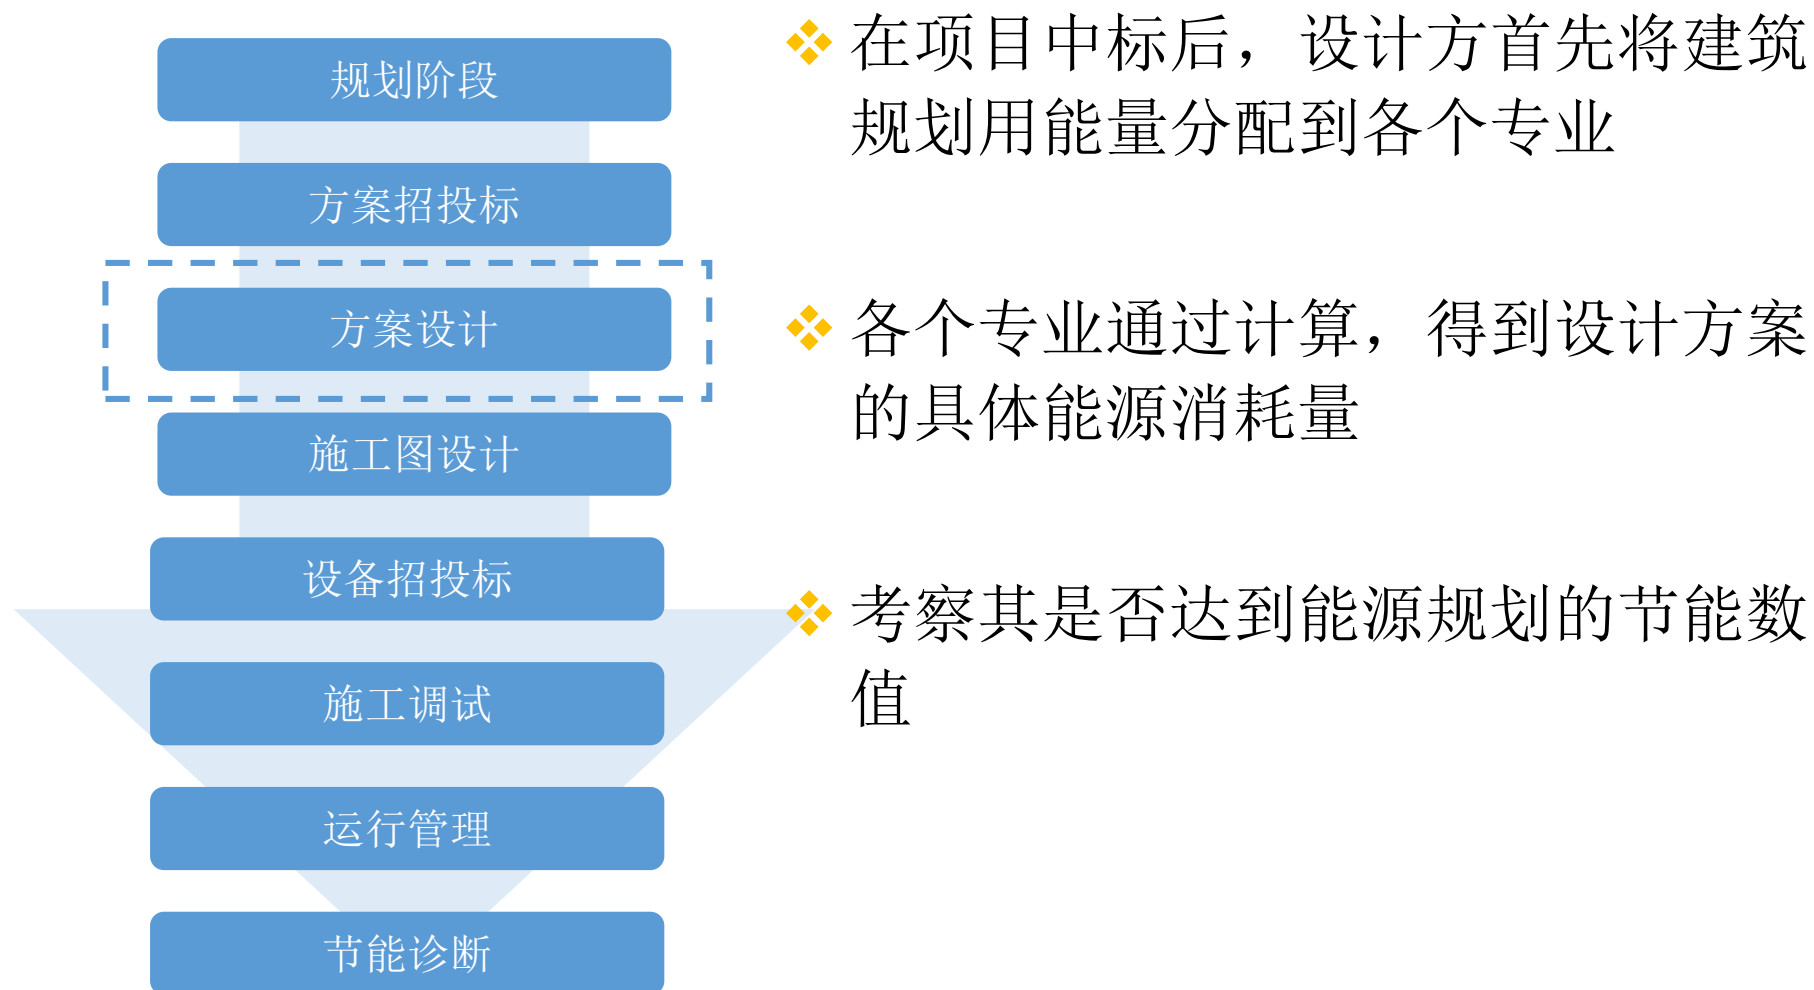 规划阶段
方案招投标
方案设计
施工图设计
设备招投标
施工调试
运行管理
节能诊断
在项目中标后，设计方首先将建筑
规划用能量分配到各个专业
各个专业通过计算，得到设计方案
的具体能源消耗量
考察其是否达到能源规划的节能数
值